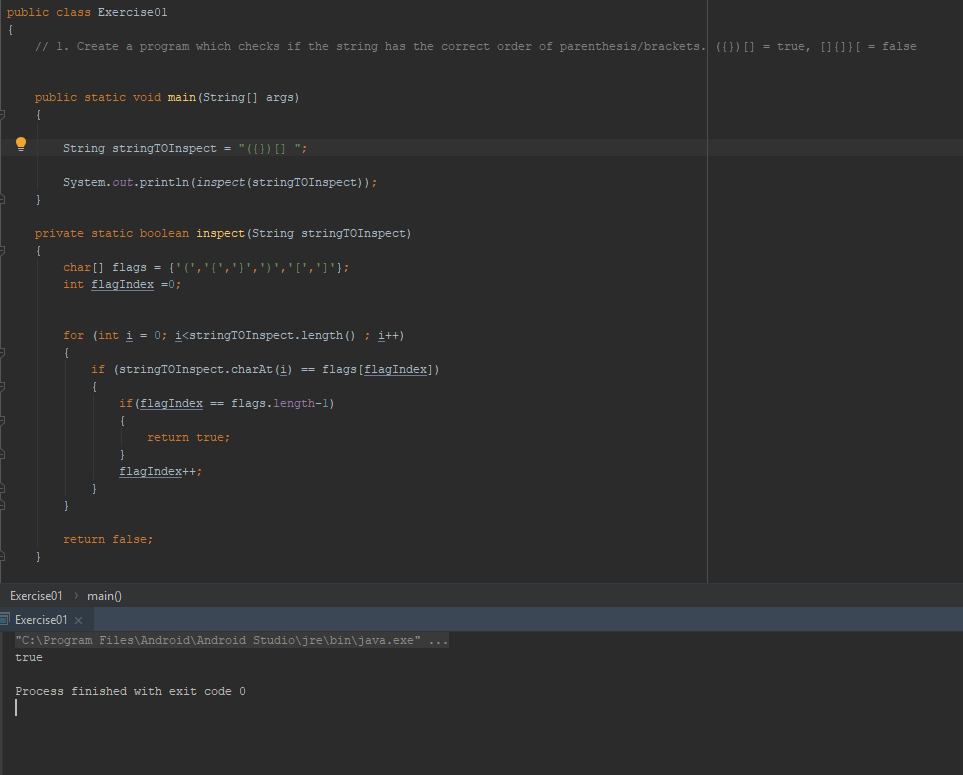 public class Exercise01
{
// 1. Create a program which checks if the string has the correct order of parenthesis/brackets. ({})[] = true, []{]}[ = false
public static void main(String[] args)
{
String stringTOInspect = "({})[] ";
System.out.println(inspect(stringTOInspect));
}
private static boolean inspect(String stringTOInspect)
{
char[] flags = {'(','{','}',')','[',']'};
int flagIndex =0;
for (int i = 0; i<stringTOInspect.length() ; i++)
{
if (stringTOInspect.charAt(i) == flags[flagIndex])
{
if(flagIndex == flags.length-1)
{
return true;
}
flagIndex++;
}
}
return false;
}
Exercise01 › main()
Exercise01 ×
"C:\Program Files\Android\Android Studio\jre\bin\java.exe" ...
true
Process finished with exit code 0